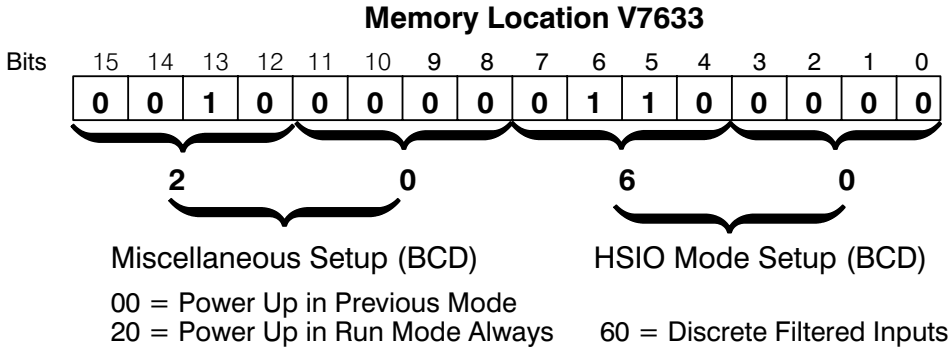 Memory Location V7633
Bits 15 14 13 12 11 10 9 8 7 6 5 4 3 2 1 0
0 0 1 0 0 0 0 0 0 1 1 0 0 0 0 0
2 0 6 0
Miscellaneous Setup (BCD) HSIO Mode Setup (BCD)
00 = Power Up in Previous Mode
20 = Power Up in Run Mode Always 60 = Discrete Filtered Inputs